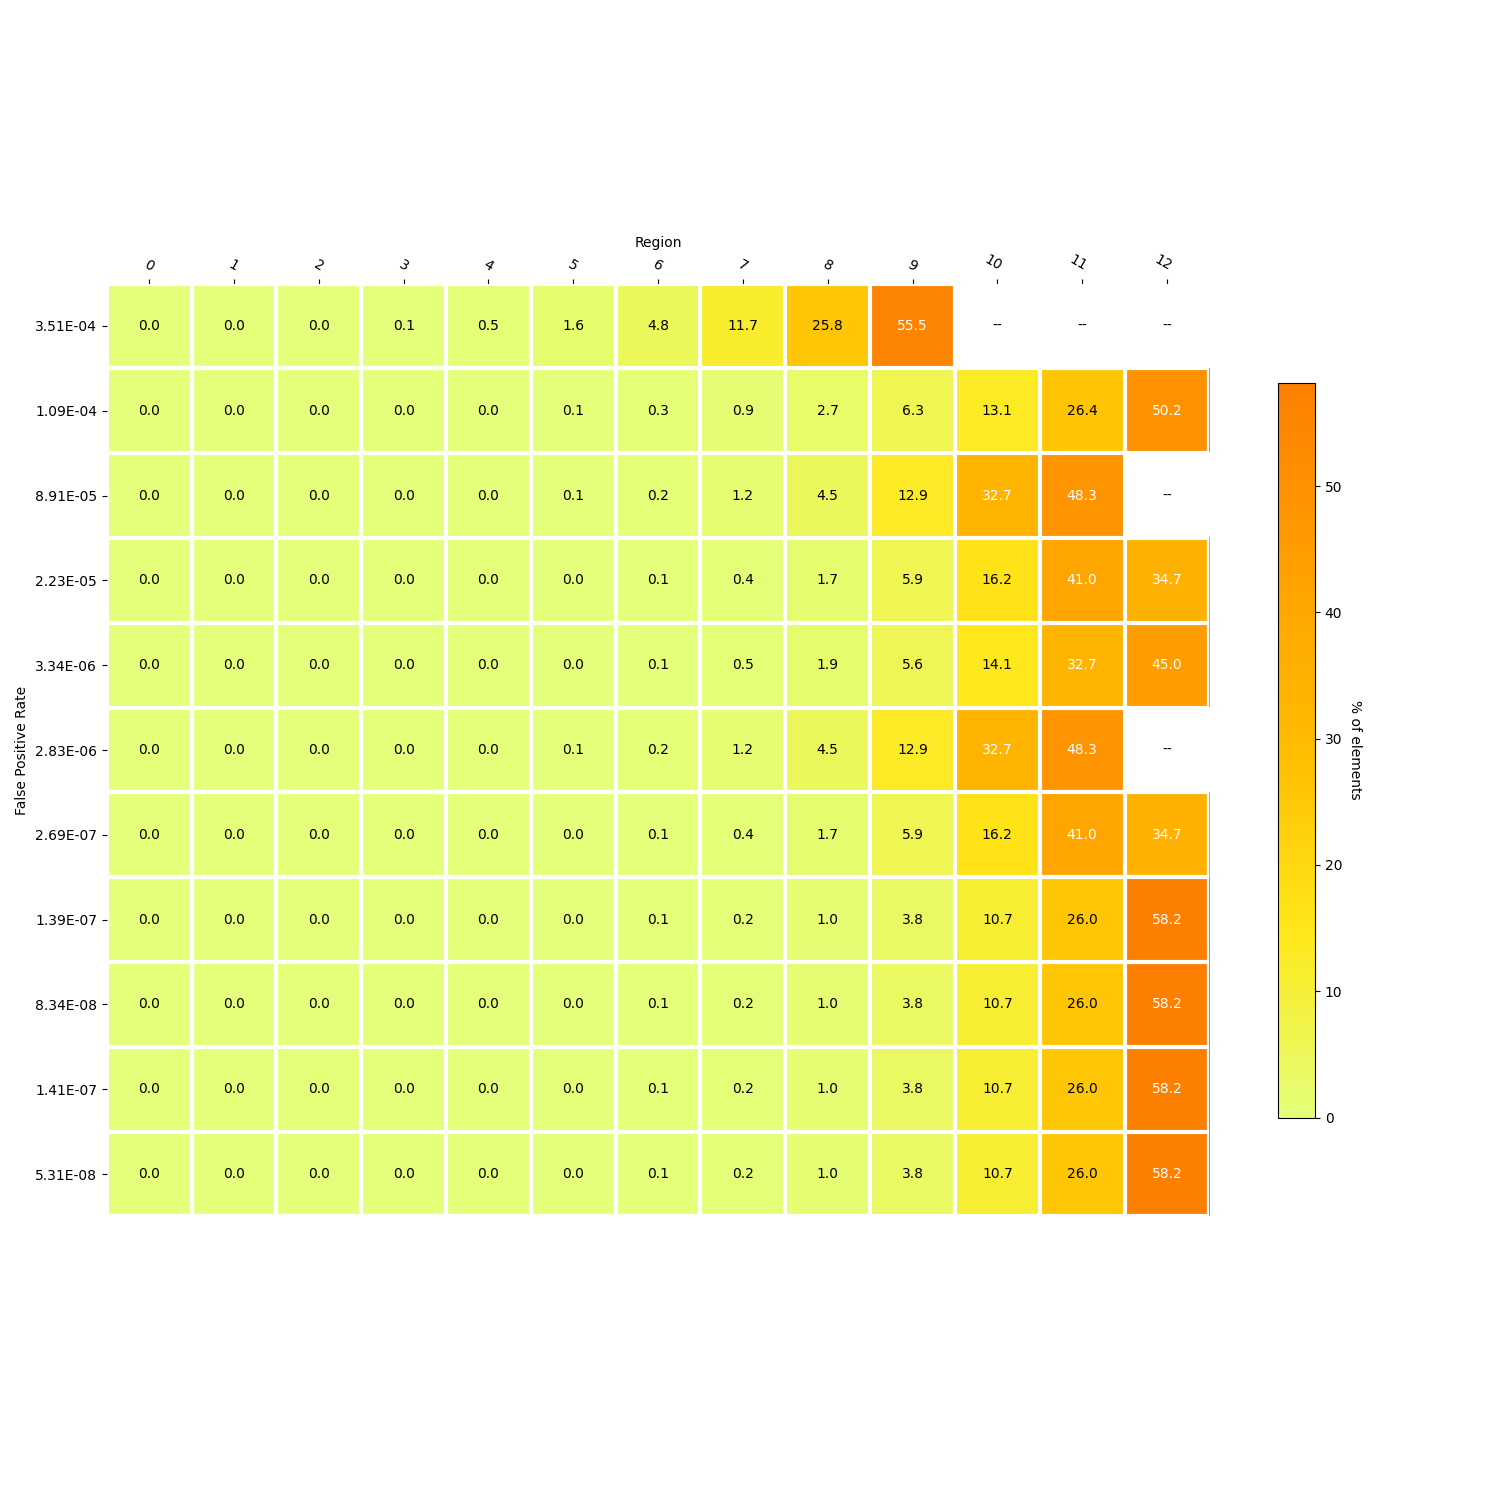 Region
0 1 2 3 4 5 6 7 8 9 10 11 12
3.51E-04 0.0 0.0 0.0 0.1 0.5 1.6 4.8 11.7 25.8 55.5 -- -- --
1.09E-04 0.0 0.0 0.0 0.0 0.0 0.1 0.3 0.9 2.7 6.3 13.1 26.4 50.2
8.91E-05 0.0 0.0 0.0 0.0 0.0 0.1 0.2 1.2 4.5 12.9 32.7 48.3 --
2.23E-05 0.0 0.0 0.0 0.0 0.0 0.0 0.1 0.4 1.7 5.9 16.2 41.0 34.7
3.34E-06 0.0 0.0 0.0 0.0 0.0 0.0 0.1 0.5 1.9 5.6 14.1 32.7 45.0
2.83E-06 0.0 0.0 0.0 0.0 0.0 0.1 0.2 1.2 4.5 12.9 32.7 48.3 --
2.69E-07 0.0 0.0 0.0 0.0 0.0 0.0 0.1 0.4 1.7 5.9 16.2 41.0 34.7
1.39E-07 0.0 0.0 0.0 0.0 0.0 0.0 0.1 0.2 1.0 3.8 10.7 26.0 58.2
8.34E-08 0.0 0.0 0.0 0.0 0.0 0.0 0.1 0.2 1.0 3.8 10.7 26.0 58.2
1.41E-07 0.0 0.0 0.0 0.0 0.0 0.0 0.1 0.2 1.0 3.8 10.7 26.0 58.2
5.31E-08 0.0 0.0 0.0 0.0 0.0 0.0 0.1 0.2 1.0 3.8 10.7 26.0 58.2
False Positive Rate
50
40
30
20
10
0
% of elements